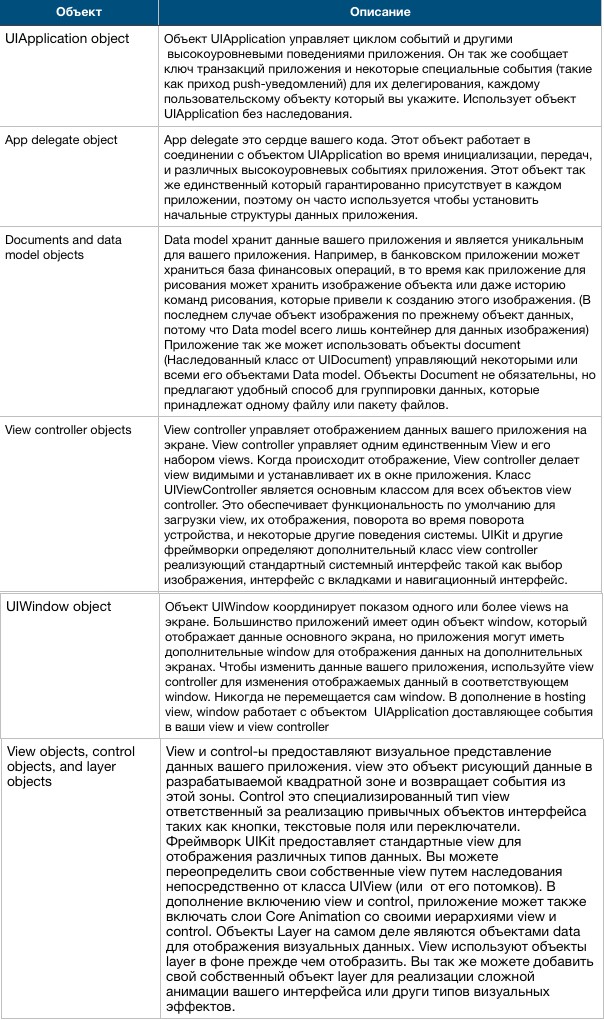 Объект
Описание
UIApplication object
Объект UIApplication управляет циклом событий и другими
высокоуровневыми поведениями приложения. Он так же сообщает
ключ транзакций приложения и некоторые специальные события (такие
как приход push-уведомлений) для их делегирования, каждому
пользовательскому объекту который вы укажите. Использует объект
UIApplication без наследования.
App delegate object
App delegate это сердце вашего кода. Этот объект работает в
соединении с объектом UIApplication во время инициализации, передач,
и различных высокоуровневых событиях приложения. Этот объект так
же единственный который гарантированно присутствует в каждом
приложении, поэтому он часто используется чтобы установить
начальные структуры данных приложения.
Documents and data
model objects
Data model хранит данные вашего приложения и является уникальным
для вашего приложения. Например, в банковском приложении может
храниться база финансовых операций, в то время как приложение для
рисования может хранить изображение объекта или даже историю
команд рисования, которые привели к созданию этого изображения. (В
последнем случае объект изображения по прежнему объект данных,
потому что Data model всего лишь контейнер для данных изображения)
Приложение так же может использовать объекты document
(Наследованный класс от UIDocument) управляющий некоторыми или
всеми его объектами Data model. Объекты Document не обязательны, но
предлагают удобный способ для группировки данных, которые
принадлежат одному файлу или пакету файлов.
View controller objects
View controller управляет отображением данных вашего приложения на
экране. View controller управляет одним единственным View и его
набором views. Когда происходит отображение, View controller делает
view видимыми и устанавливает их в окне приложения. Класс
UIViewController является основным классом для всех объектов view
controller. Это обеспечивает функциональность по умолчанию для
загрузки view, их отображения, поворота во время поворота
устройства, и некоторые другие поведения системы. UIKit и другие
фреймворки определяют дополнительный класс view controller
реализующий стандартный системный интерфейс такой как выбор
изображения, интерфейс с вкладками и навигационный интерфейс.
UIWindow object
Объект UIWindow координирует показом одного или более views на
экране. Большинство приложений имеет один объект window, который
отображает данные основного экрана, но приложения могут иметь
дополнительные window для отображения данных на дополнительных
экранах. Чтобы изменить данные вашего приложения, используйте view
controller для изменения отображаемых данный в соответствующем
window. Никогда не перемещается сам window. В дополнение в hosting
view, window работает с объектом UIApplication доставляющее события
в ваши view и view controller
View objects, control
objects, and layer
objects
View и control-ы предоставляют визуальное представление
данных вашего приложения. view это объект рисующий данные в
разрабатываемой квадратной зоне и возвращает события из
этой зоны. Control это специализированный тип view
ответственный за реализацию привычных объектов интерфейса
таких как кнопки, текстовые поля или переключатели.
Фреймворк UIKit предоставляет стандартные view для
отображения различных типов данных. Вы можете
переопределить свои собственные view путем наследования
непосредственно от класса UIView (или от его потомков). В
дополнение включению view и control, приложение может также
включать слои Core Animation со своими иерархиями view и
control. Объекты Layer на самом деле являются объектами data
для отображения визуальных данных. View используют объекты
layer в фоне прежде чем отобразить. Вы так же можете добавить
свой собственный объект layer для реализации сложной
анимации вашего интерфейса или други типов визуальных
эффектов.